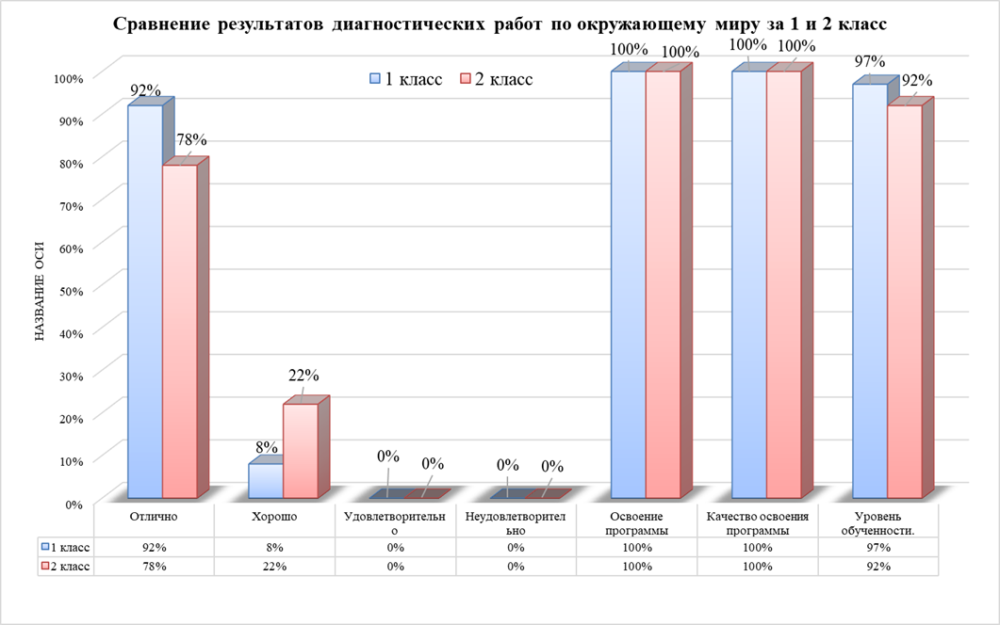 Сравнение результатов диагностических работ по окружающему миру за 1 и 2 класс
1 класс 2 класс
НАЗВАНИЕ ОСИ
100%
90%
80%
70%
60%
50%
40%
30%
20%
10%
0%
92%
78%
8%
22%
0%
0%
0%
0%
100%
100%
100%
100%
97%
92%
Отлично Хорошо Удовлетворительн
о Неудовлетворител
ьно Освоение
программы Качество освоения
программы Уровень
обученности.
1 класс 92% 8% 0% 0% 100% 100% 97%
2 класс 78% 22% 0% 0% 100% 100% 92%